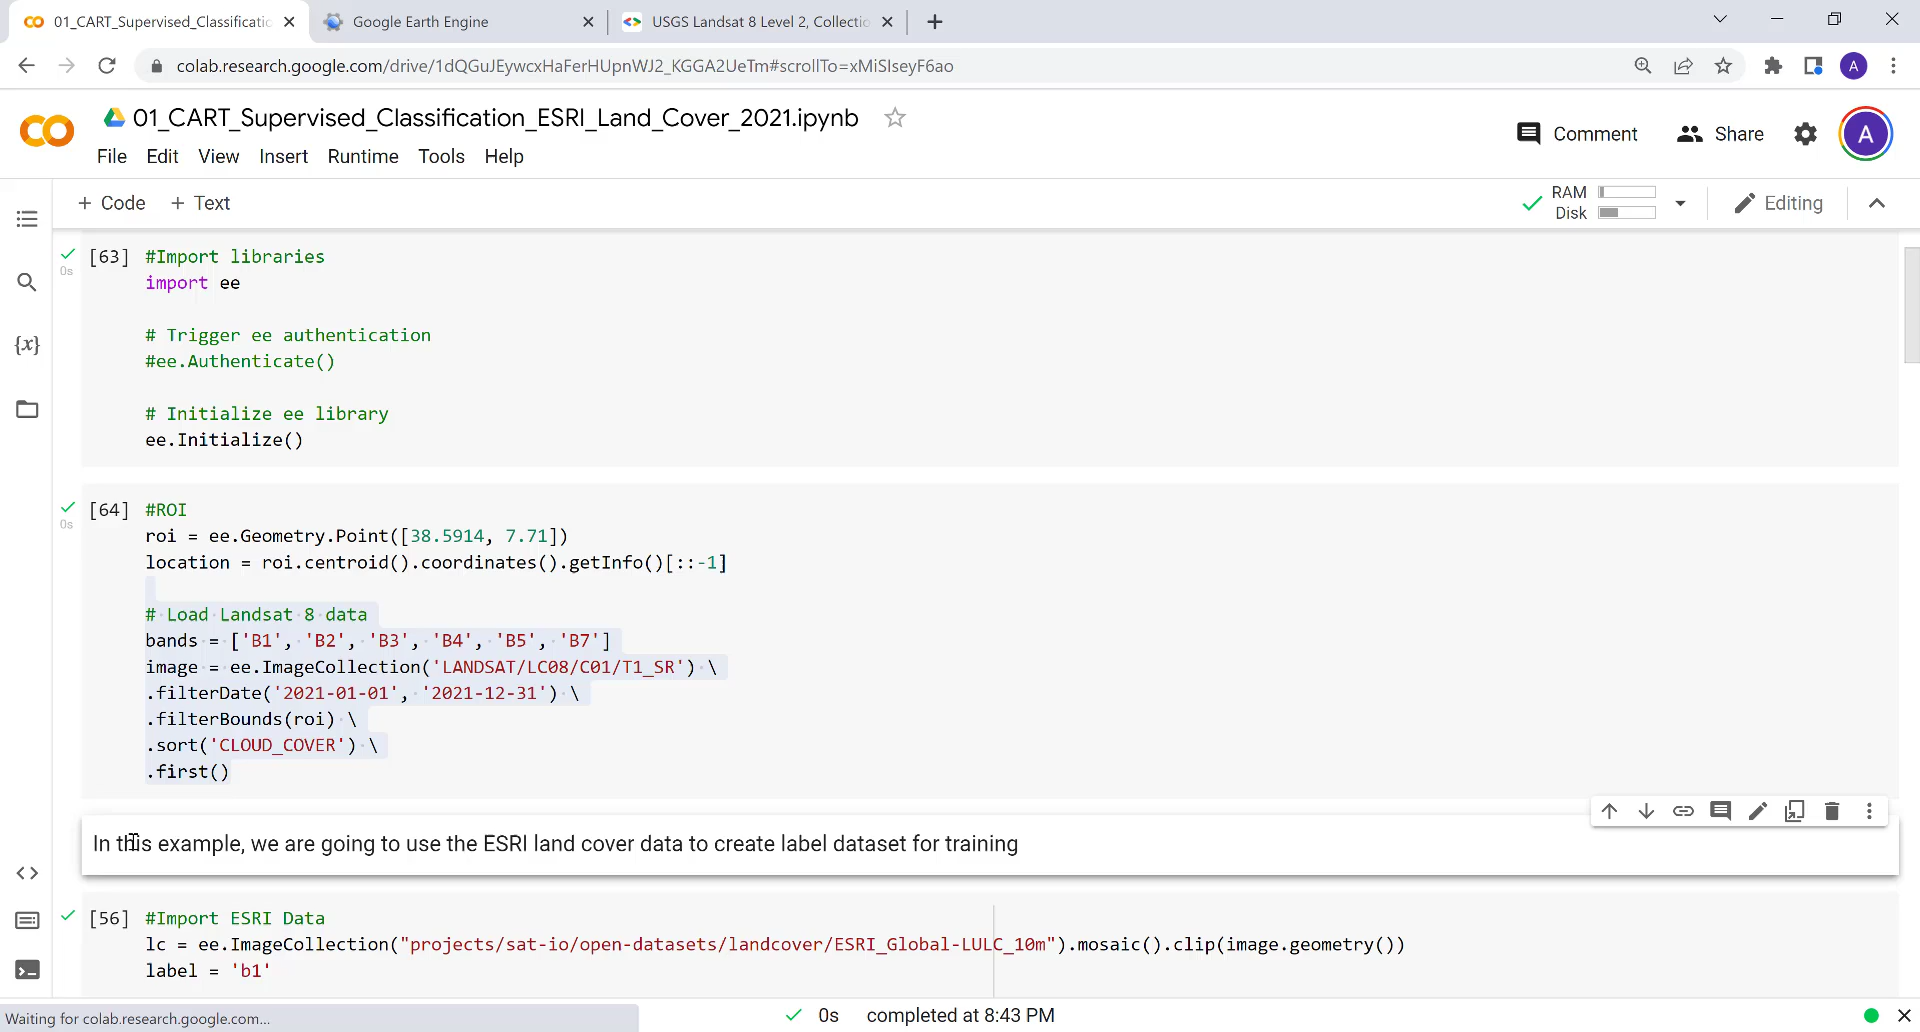 01_CART_Supervised_Classificatio
Google Earth Engine
USGS Landsat 8 Level 2, Collectio
colab.research.google.com/drive/1dQGuJEywcxHaFerHUpnWJ2_KGGA2UeTm#scrollTo=xMiSIseyF6ao
A
01_CART_Supervised_Classification_ESRI_Land_Cover_2021.ipynb
File Edit View Insert Runtime Tools Help
Comment
Share
A
+ Code + Text
RAM
Disk
Editing
{x}
0s
[63] #Import libraries
import ee
# Trigger ee authentication
#ee.Authenticate()
# Initialize ee library
ee.Initialize()
0s
[64] #ROI
roi = ee.Geometry.Point([38.5914, 7.71])
location = roi.centroid().coordinates().getInfo()[::-1]
# Load Landsat 8 data
bands = ['B1', 'B2', 'B3', 'B4', 'B5', 'B7']
image = ee.ImageCollection('LANDSAT/LC08/C01/T1_SR') \
.filterDate('2021-01-01', '2021-12-31') \
.filterBounds(roi) \
.sort('CLOUD_COVER') \
.first()
In this example, we are going to use the ESRI land cover data to create label dataset for training
[56] #Import ESRI Data
lc = ee.ImageCollection("projects/sat-io/open-datasets/landcover/ESRI_Global-LULC_10m").mosaic().clip(image.geometry())
label = 'b1'
Waiting for colab.research.google.com...
0s completed at 8:43 PM